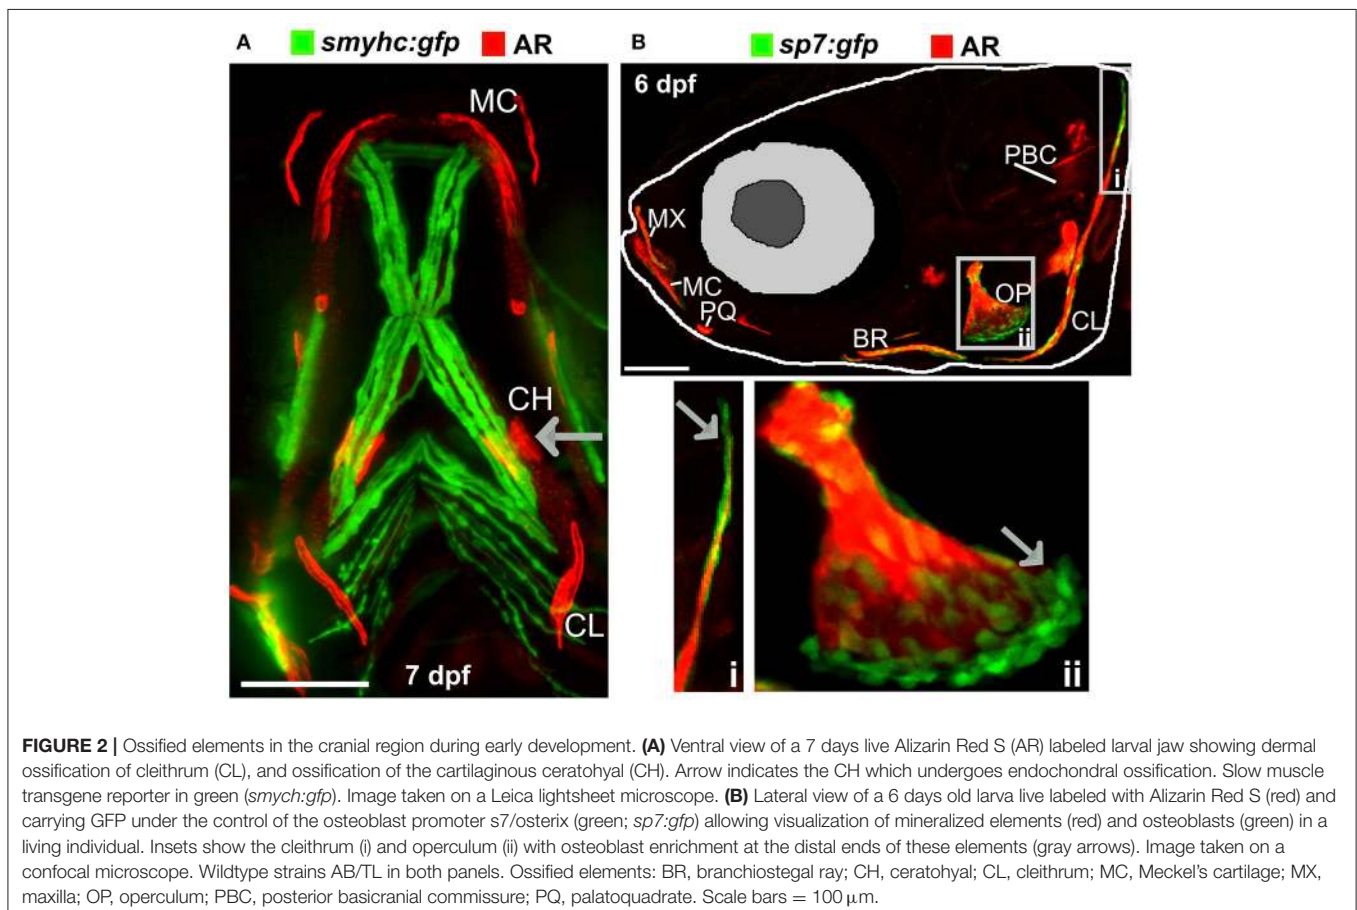 A smyhc:gfp AR
B sp7:gfp AR
MC
CH
CL
7 dpf
6 dpf
PBC
i
MX
MC
PQ
BR
OP
ii
CL
i
ii
FIGURE 2 | Ossified elements in the cranial region during early development. (A) Ventral view of a 7 days live Alizarin Red S (AR) labeled larval jaw showing dermal
ossification of cleithrum (CL), and ossification of the cartilaginous ceratohyal (CH). Arrow indicates the CH which undergoes endochondral ossification. Slow muscle
transgene reporter in green (smych:gfp). Image taken on a Leica lightsheet microscope. (B) Lateral view of a 6 days old larva live labeled with Alizarin Red S (red) and
carrying GFP under the control of the osteoblast promoter s7/osterix (green; sp7:gfp) allowing visualization of mineralized elements (red) and osteoblasts (green) in a
living individual. Insets show the cleithrum (i) and operculum (ii) with osteoblast enrichment at the distal ends of these elements (gray arrows). Image taken on a
confocal microscope. Wildtype strains AB/TL in both panels. Ossified elements: BR, branchiostegal ray; CH, ceratohyal; CL, cleithrum; MC, Meckel's cartilage; MX,
maxilla; OP, operculum; PBC, posterior basicranial commissure; PQ, palatoquadrate. Scale bars = 100 μm.